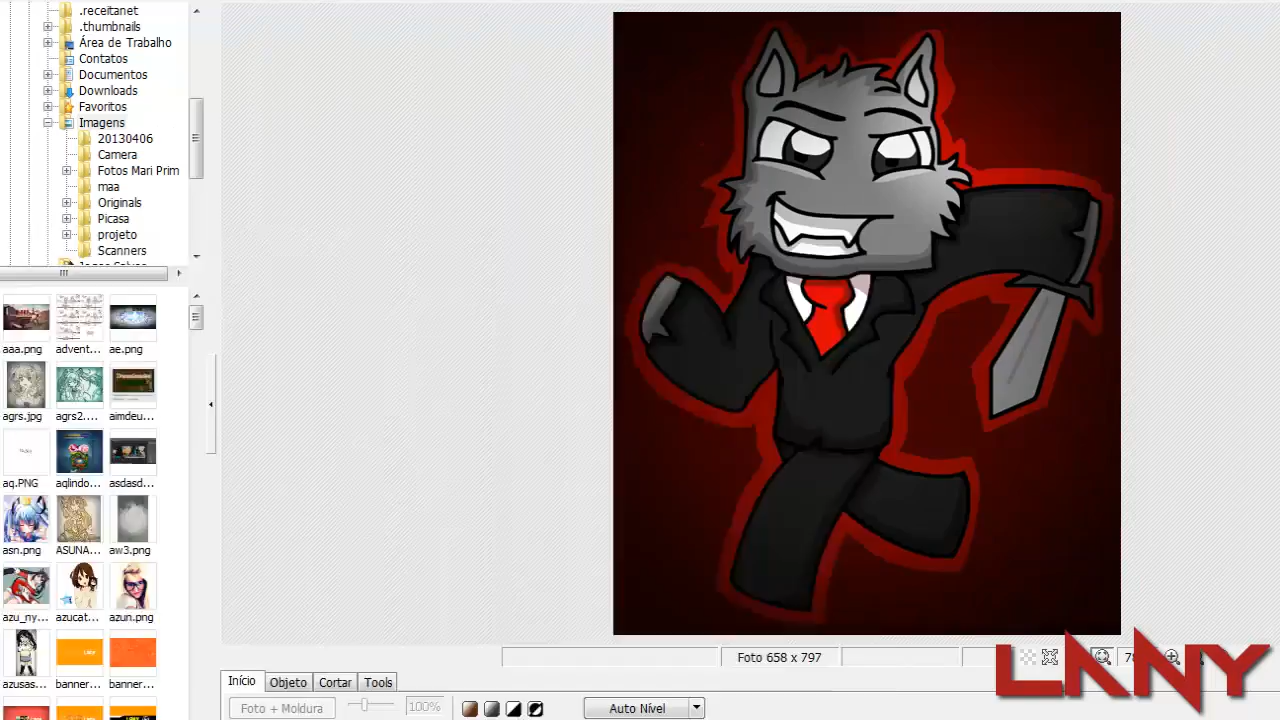 .receitanet
.thumbnails
Área de Trabalho
Contatos
Documentos
Downloads
Favoritos
Imagens
20130406
Camera
Fotos Mari Prim
maa
Originals
Picasa
projeto
Scanners
aaa.png
advent...
ae.png
agrs.jpg
agrs2....
aimdeu...
aq.PNG
aqlindo...
asdasd...
asn.png
ASUNA...
aw3.png
azu_ny...
azucat...
azun.png
azusas...
banner...
banner...
Foto 658 x 797
LNNY
Início
Objeto
Cortar
Tools
Foto + Moldura
100%
Auto Nível